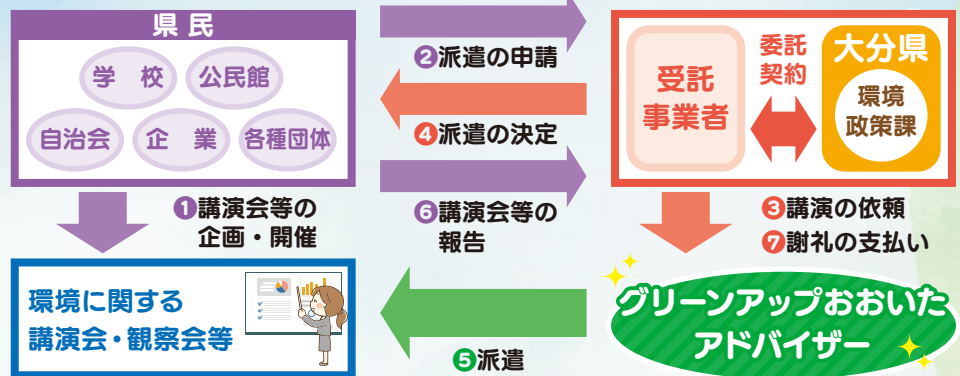 県民
学校
公民館
自治会
企業
各種団体
❷派遣の申請
❹派遣の決定
❻講演会等の
報告
受託
事業者
委託
契約
大分県
環境
政策課
❶講演会等の
企画・開催
❸講演の依頼
❼謝礼の支払い
環境に関する
講演会・観察会等
❺派遣
グリーンアップおおいた
アドバイザー